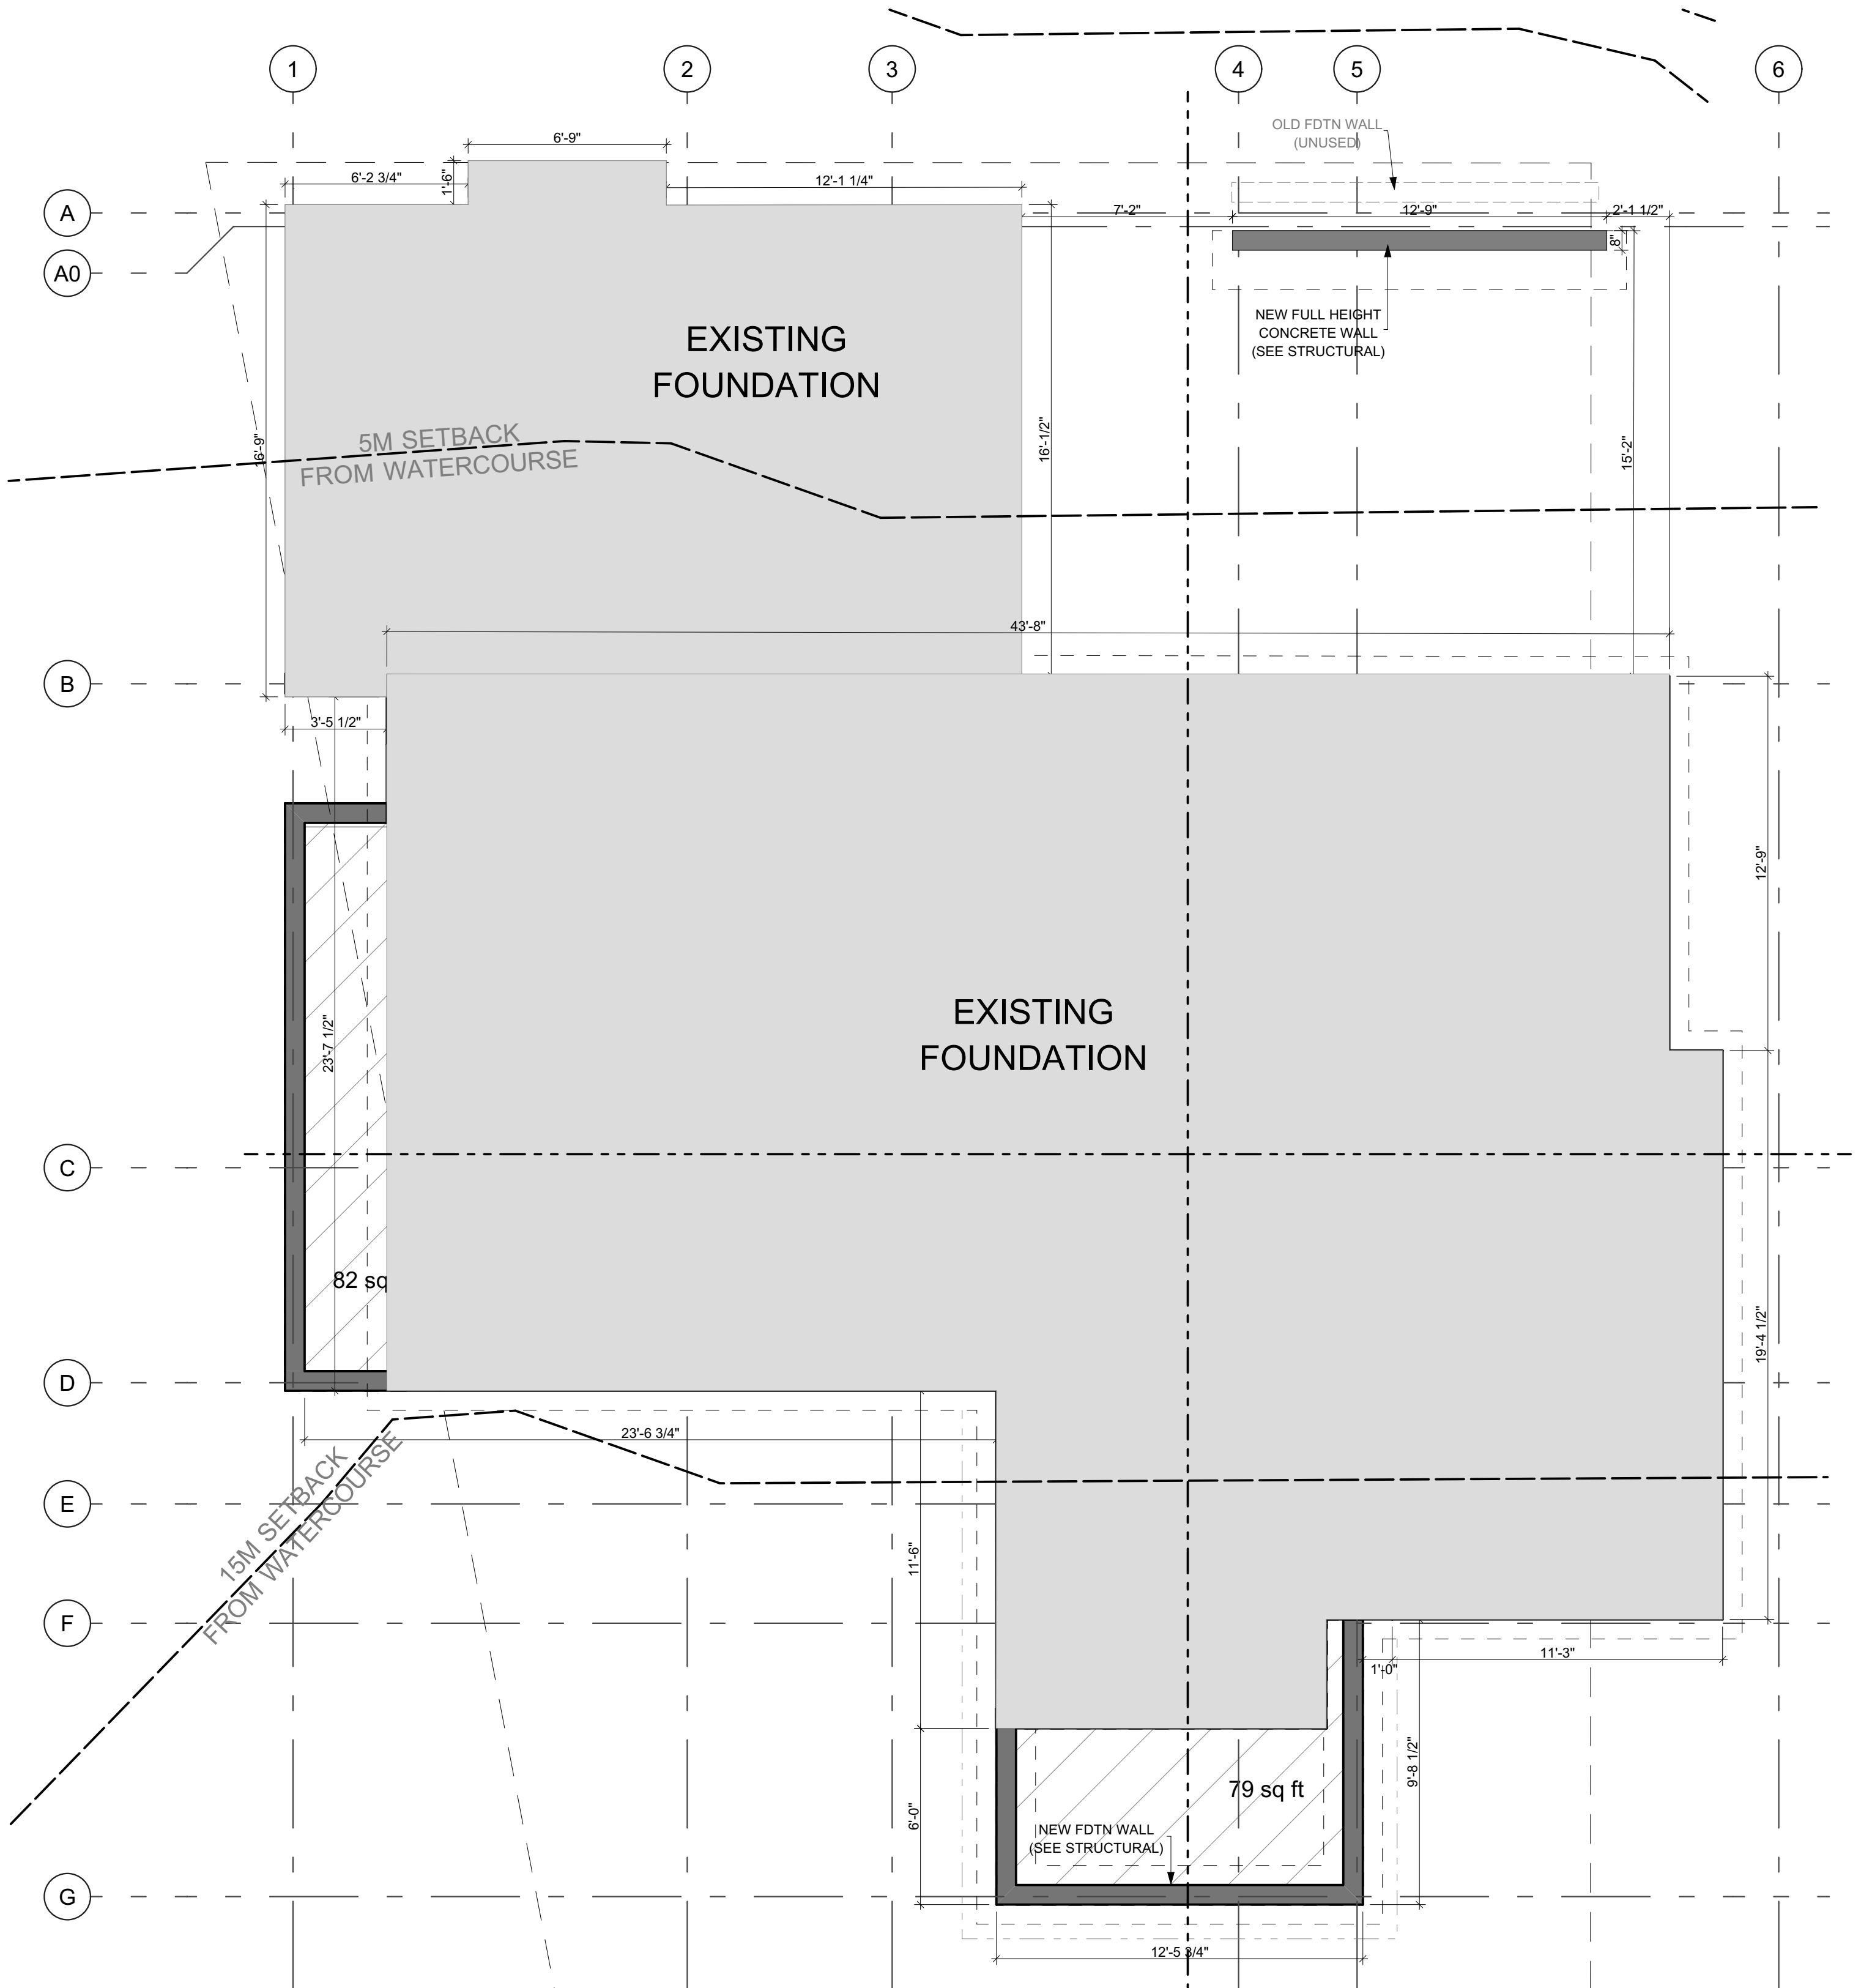 1
2
3
4
5
6
OLD FDTN WALL
(UNUSED)
6'-9"
6'-2 3/4"
1'-6"
12'-1 1/4"
A
7'-2"
12'-9"
2'-1 1/2"
8"
A0
NEW FULL HEIGHT
CONCRETE WALL
(SEE STRUCTURAL)
EXISTING
FOUNDATION
5M SETBACK
FROM WATERCOURSE
16'-9"
16'-1/2"
15'-2"
43'-8"
B
3'-5 1/2"
12'-9"
EXISTING
FOUNDATION
23'-7 1/2"
C
82 sq
19'-4 1/2"
D
23'-6 3/4"
15M SETBACK
FROM WATERCOURSE
E
11'-6"
F
11'-3"
1'-0"
9'-8 1/2"
79 sq ft
6'-0"
NEW FDTN WALL
(SEE STRUCTURAL)
G
12'-5 3/4"